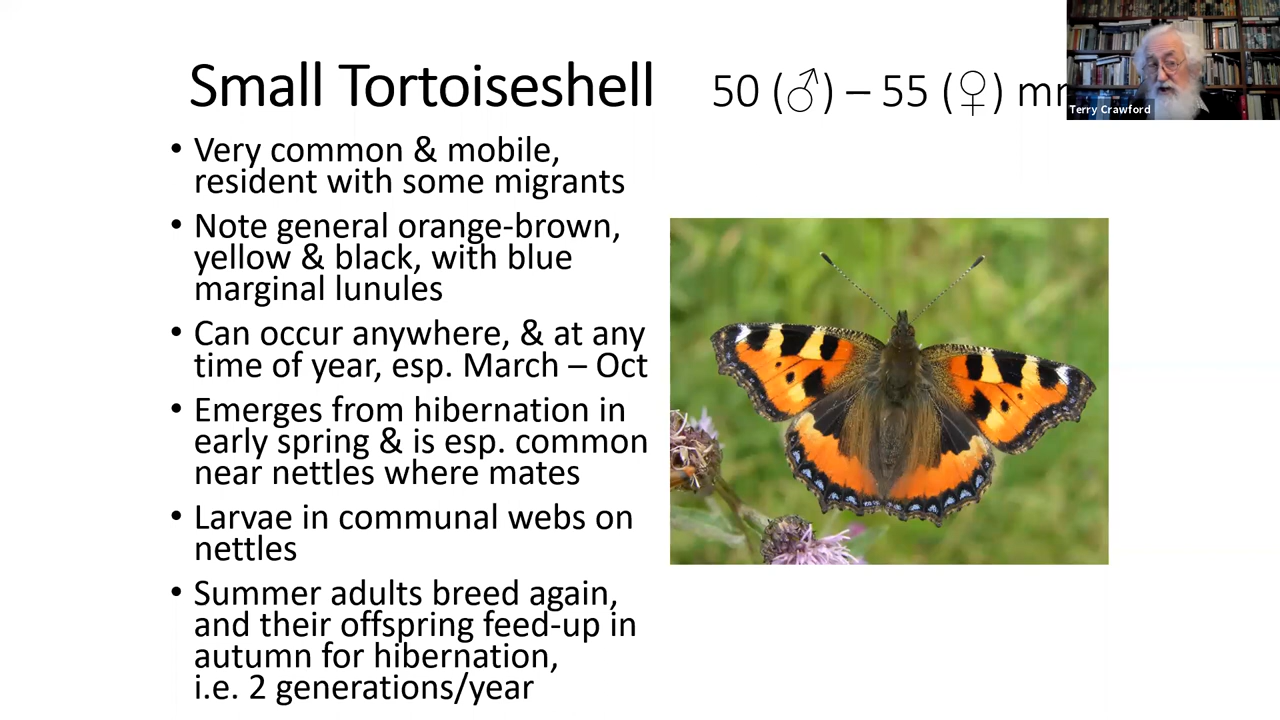 Small Tortoiseshell 50 (♂) – 55 (♀)
Terry Crawford
• Very common & mobile,
resident with some migrants
• Note general orange-brown,
yellow & black, with blue
marginal lunules
• Can occur anywhere, & at any
time of year, esp. March – Oct
• Emerges from hibernation in
early spring & is esp. common
near nettles where mates
• Larvae in communal webs on
nettles
• Summer adults breed again,
and their offspring feed-up in
autumn for hibernation,
i.e. 2 generations/year